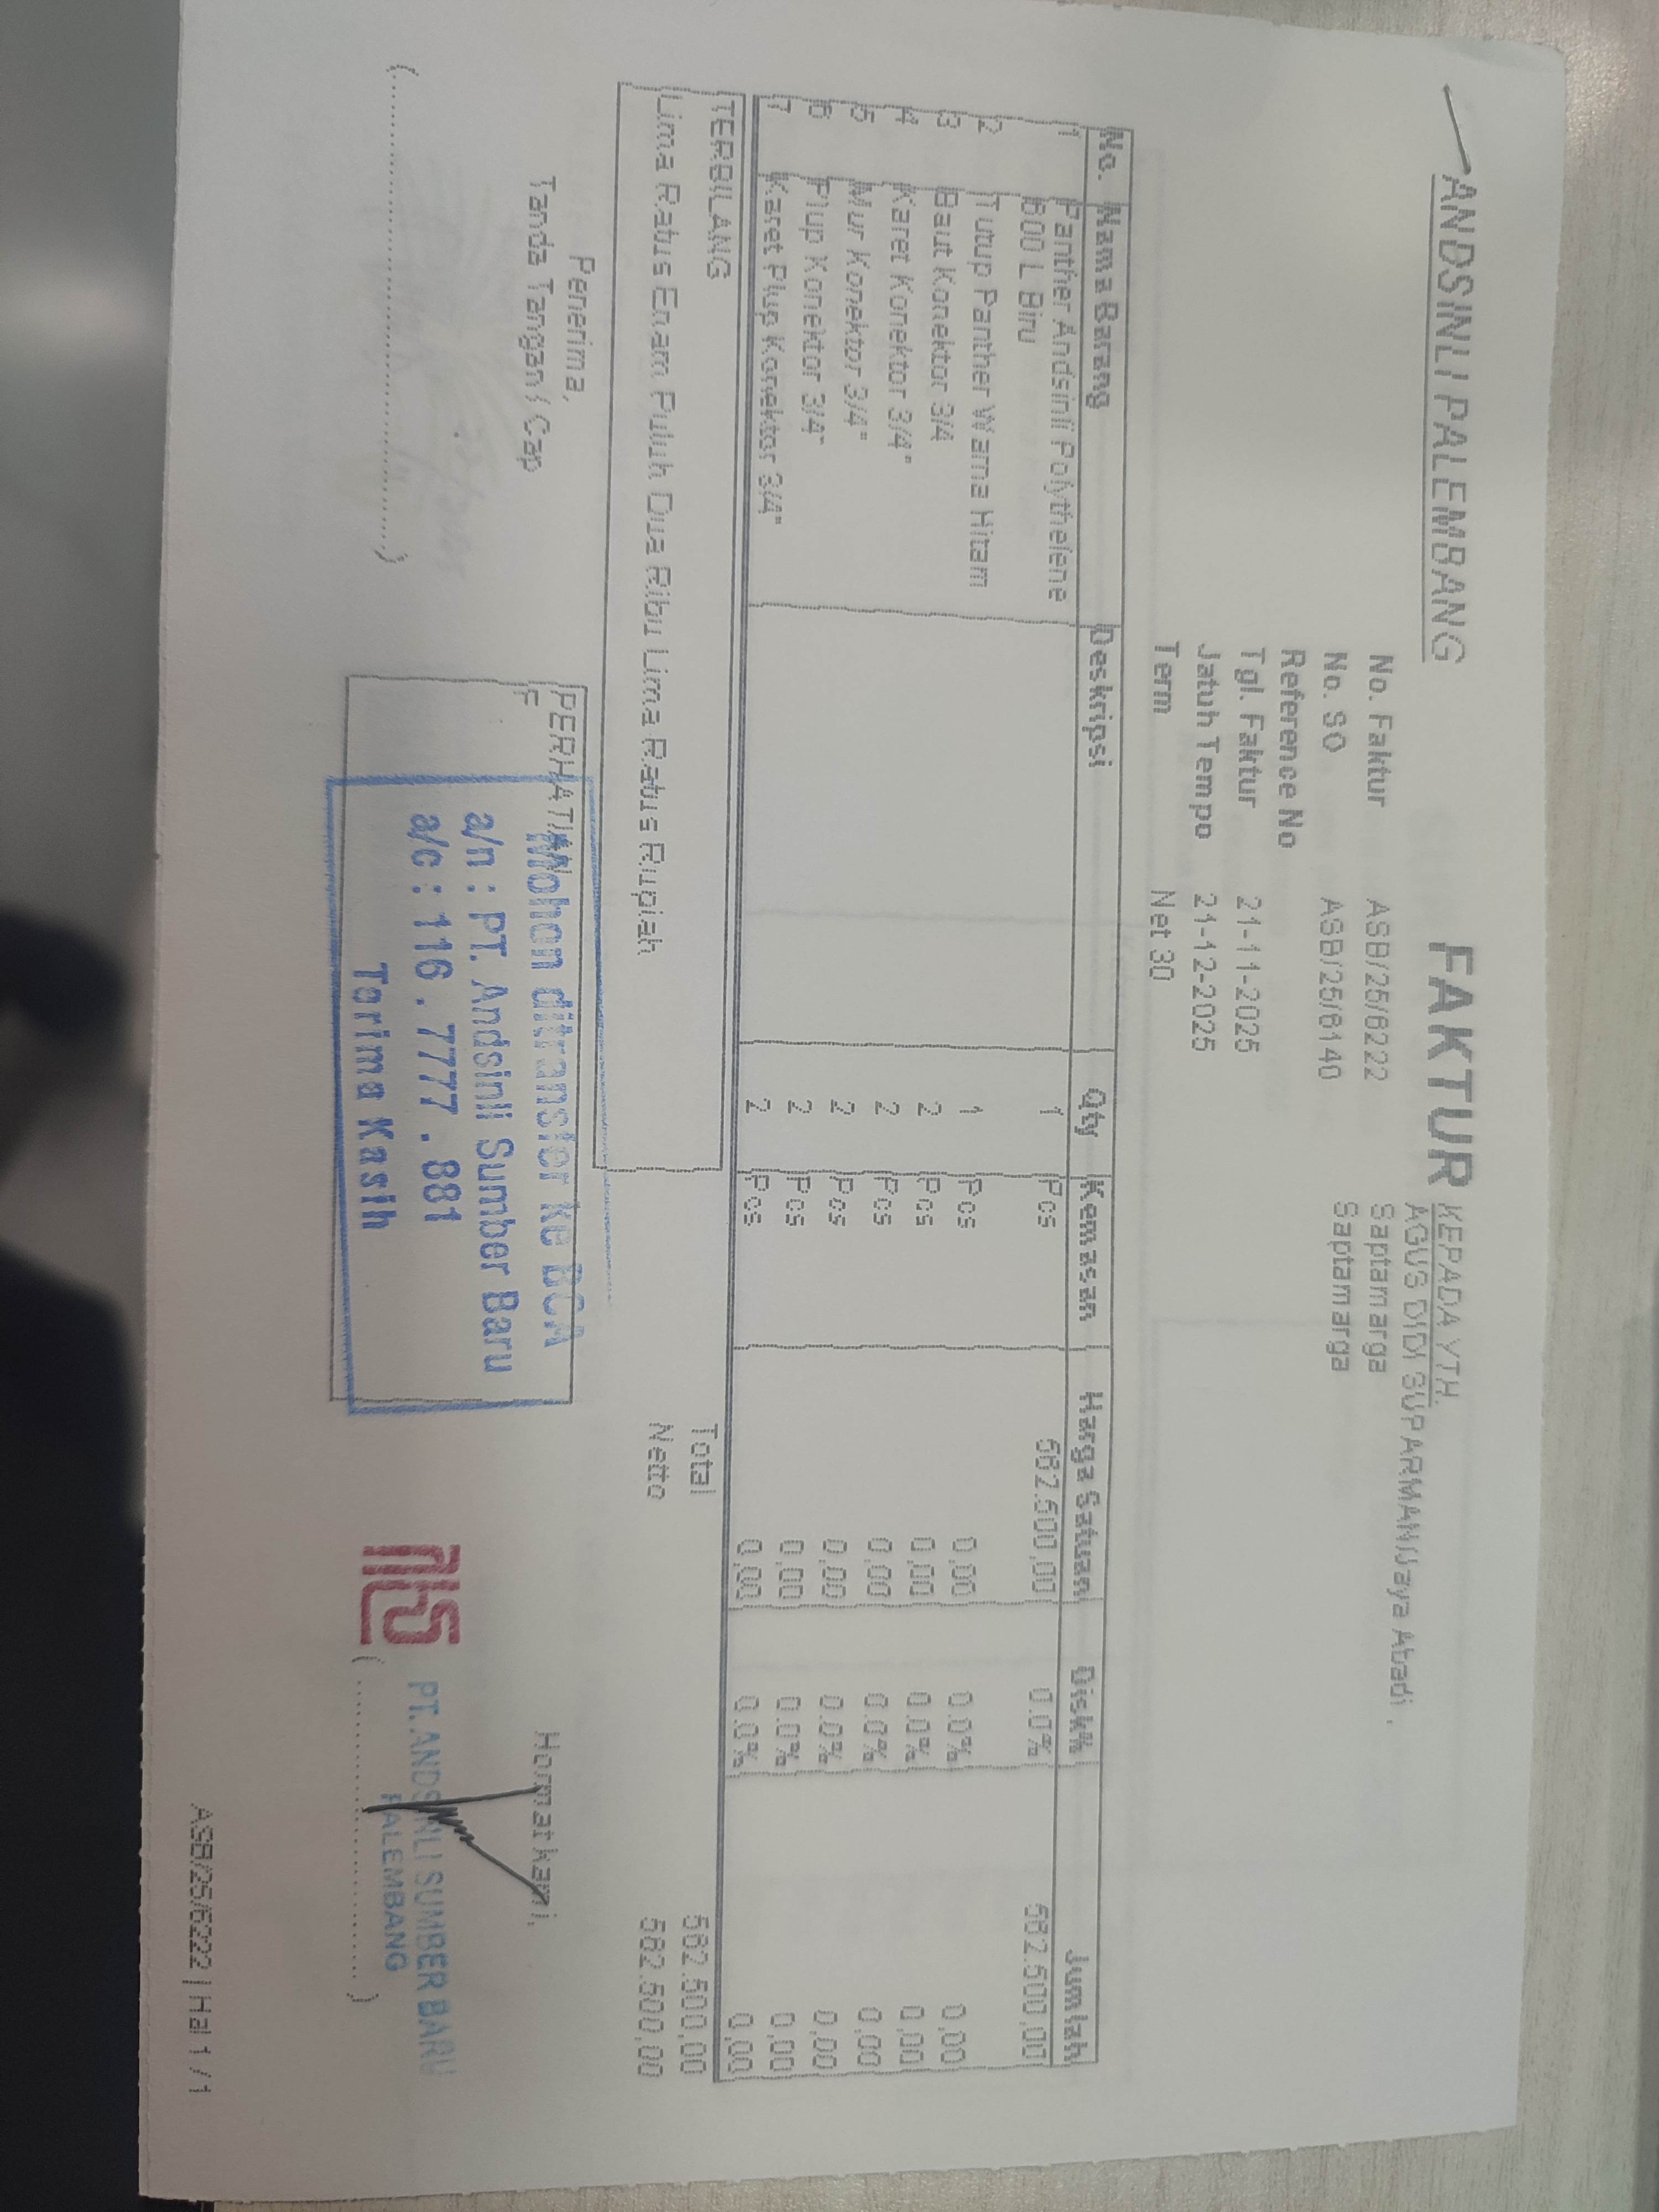 ANDSINLI PALEMBANG
FAKTUR
KEPADA YTH.
AGUS DIDI SUPARMAN/Jaya Abadi ,
No. Faktur ASB/25/6222 Saptamarga
No. SO ASB/25/6140 Saptamarga
Reference No
Tgl. Faktur 21-11-2025
Jatuh Tempo 21-12-2025
Term Net 30
No. Nama Barang Deskripsi Qty Kemasan Harga Satuan Disk% Jumlah
1 Panther Andsinli Polythelene 1 Pcs 562.500,00 0.0% 562.500,00
600 L Biru
2 Tutup Panther Warna Hitam 1 Pcs 0,00 0.0% 0,00
3 Baut Konektor 3/4 2 Pcs 0,00 0.0% 0,00
4 Karet Konektor 3/4" 2 Pcs 0,00 0.0% 0,00
5 Mur Konektor 3/4" 2 Pcs 0,00 0.0% 0,00
6 Plup Konektor 3/4" 2 Pcs 0,00 0.0% 0,00
7 Karet Plup Konektor 3/4" 2 Pcs 0,00 0.0% 0,00
TERBILANG Total 562.500,00
Lima Ratus Enam Puluh Dua Ribu Lima Ratus Rupiah Netto 562.500,00
Penerima,
Tanda Tangan / Cap
(..............................)
PERHATIAN
Mohon ditransfer ke BCA
a/n : PT. Andsinli Sumber Baru
a/c : 116 . 7777 . 881
Terima Kasih
Hormat kami,
PT. ANDSINLI SUMBER BARU
PALEMBANG
(..............................)
ASB/25/6222 | Hal 1 / 1